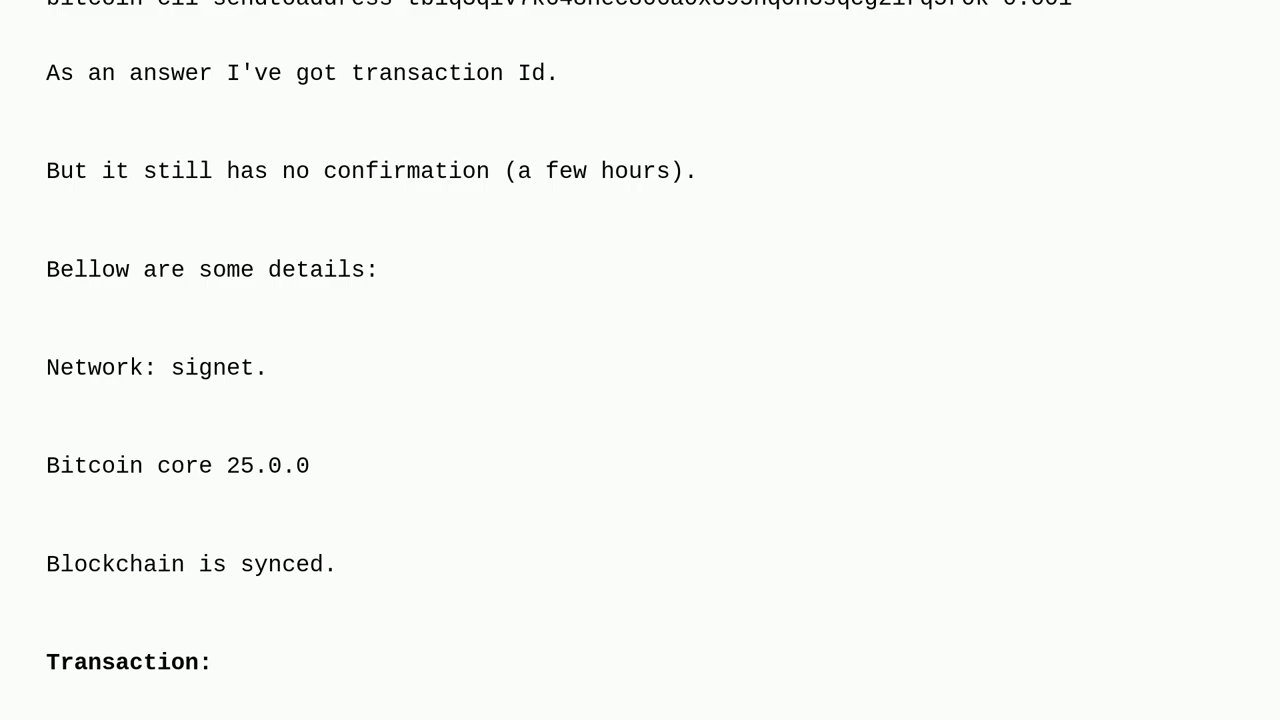 As an answer I've got transaction Id.
But it still has no confirmation (a few hours).
Bellow are some details:
Network: signet.
Bitcoin core 25.0.0
Blockchain is synced.
Transaction: